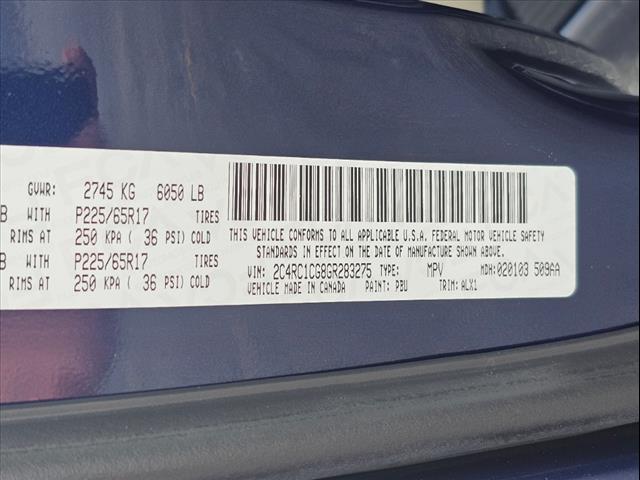 GVWR: 2745 KG 6050 LB
B WITH P225/65R17 TIRES
RIMS AT 250 KPA ( 36 PSI) COLD
B WITH P225/65R17 TIRES
RIMS AT 250 KPA ( 36 PSI) COLD
THIS VEHICLE CONFORMS TO ALL APPLICABLE U.S.A. FEDERAL MOTOR VEHICLE SAFETY
STANDARDS IN EFFECT ON THE DATE OF MANUFACTURE SHOWN ABOVE.
VIN: 2C4RC1CG8GR283275 TYPE: MPV MDH: 020103 509AA
VEHICLE MADE IN CANADA PAINT: PBU TRIM: ALX1